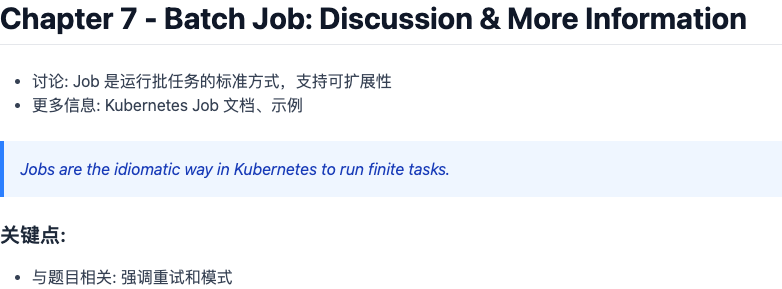 Chapter 7 - Batch Job: Discussion & More Information
讨论: Job 是运行批任务的标准方式，支持可扩展性
更多信息: Kubernetes Job 文档、示例
Jobs are the idiomatic way in Kubernetes to run finite tasks.
关键点:
与题目相关: 强调重试和模式